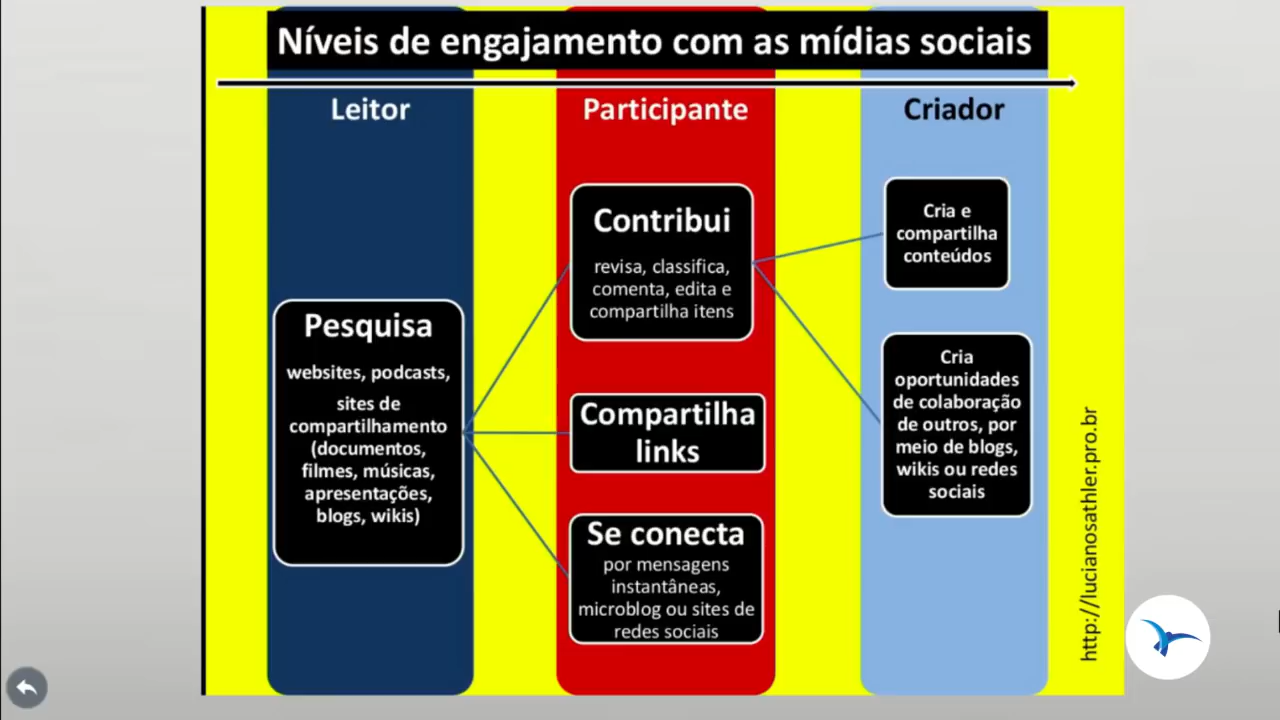 Níveis de engajamento com as mídias sociais
Leitor
Pesquisa
websites, podcasts,
sites de
compartilhamento
(documentos,
filmes, músicas,
apresentações,
blogs, wikis)
Participante
Contribui
revisa, classifica,
comenta, edita e
compartilha itens
Compartilha
links
Se conecta
por mensagens
instantâneas,
microblog ou sites de
redes sociais
Criador
Cria e
compartilha
conteúdos
Cria
oportunidades
de colaboração
de outros, por
meio de blogs,
wikis ou redes
sociais
http://lucianosathler.pro.br